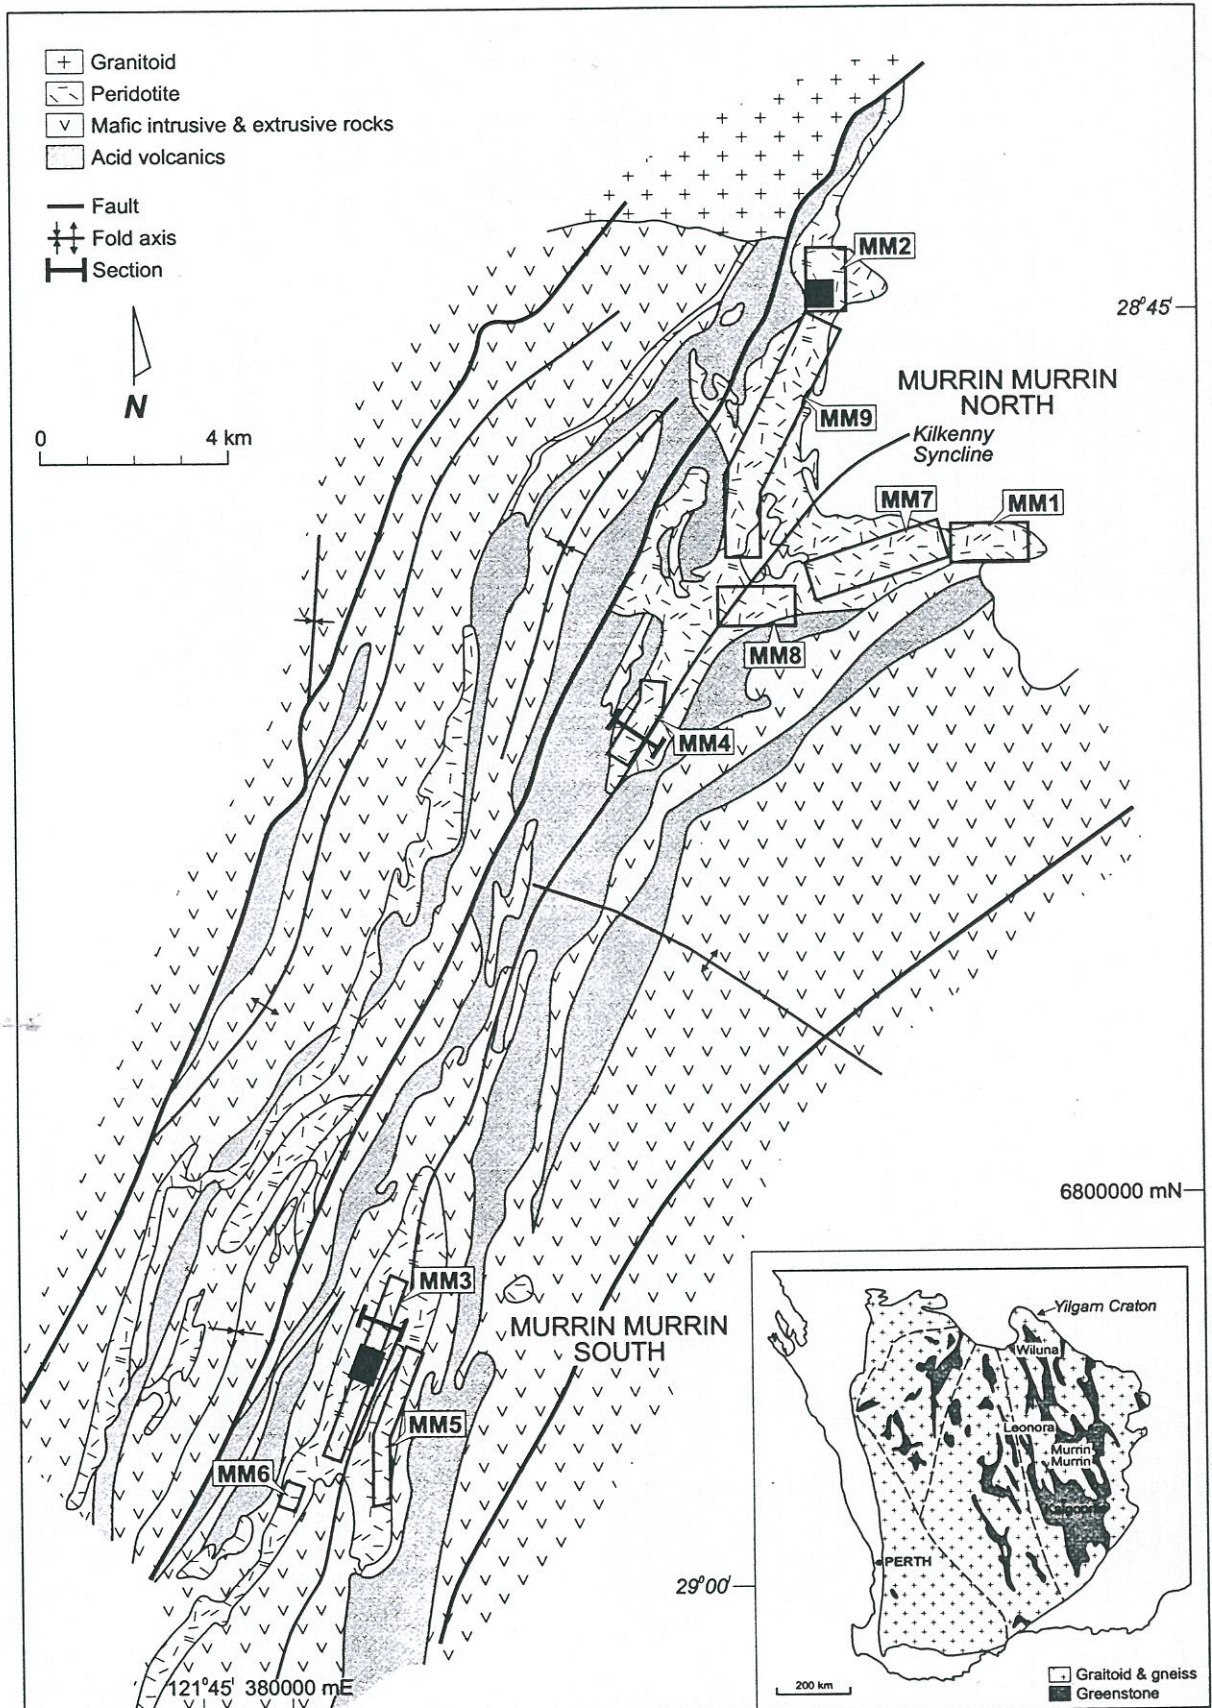 Granitoid
Peridotite
Mafic intrusive & extrusive rocks
Acid volcanics
Fault
Fold axis
Section
N
0 4 km
MM2
28°45'
MURRIN MURRIN
NORTH
MM9
Kilkenny
Syncline
MM7
MM1
MM8
MM4
6800000 mN
MM3
MURRIN MURRIN
SOUTH
MM5
MM6
29°00'
121°45' 380000 mE
Yilgarn Craton
Wiluna
Leonora
Murrin
Murrin
Kalgoorlie
PERTH
200 km
Graitoid & gneiss
Greenstone